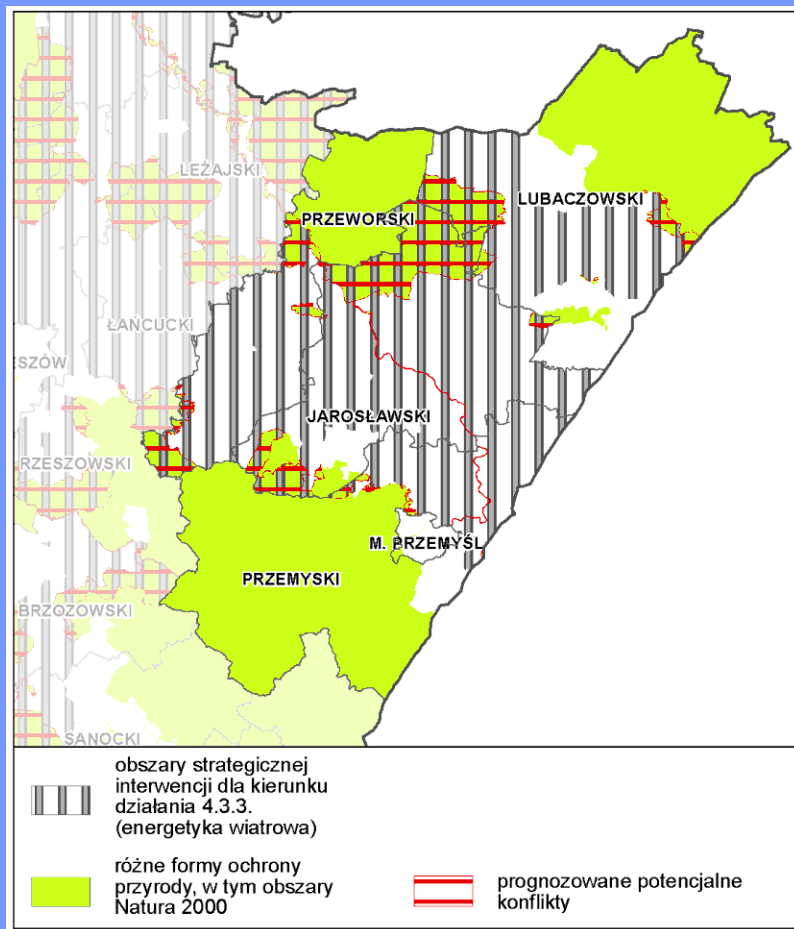 LEŻAJSKI
LUBACZOWSKI
PRZEWORSKI
ŁAŃCUCKI
ESZÓW
JAROSŁAWSKI
RZESZOWSKI
M. PRZEMYŚL
PRZEMYSKI
BRZOZOWSKI
SANOCKI
obszary strategicznej
interwencji dla kierunku
działania 4.3.3.
(energetyka wiatrowa)
różne formy ochrony
przyrody, w tym obszary
Natura 2000
prognozowane potencjalne
konflikty